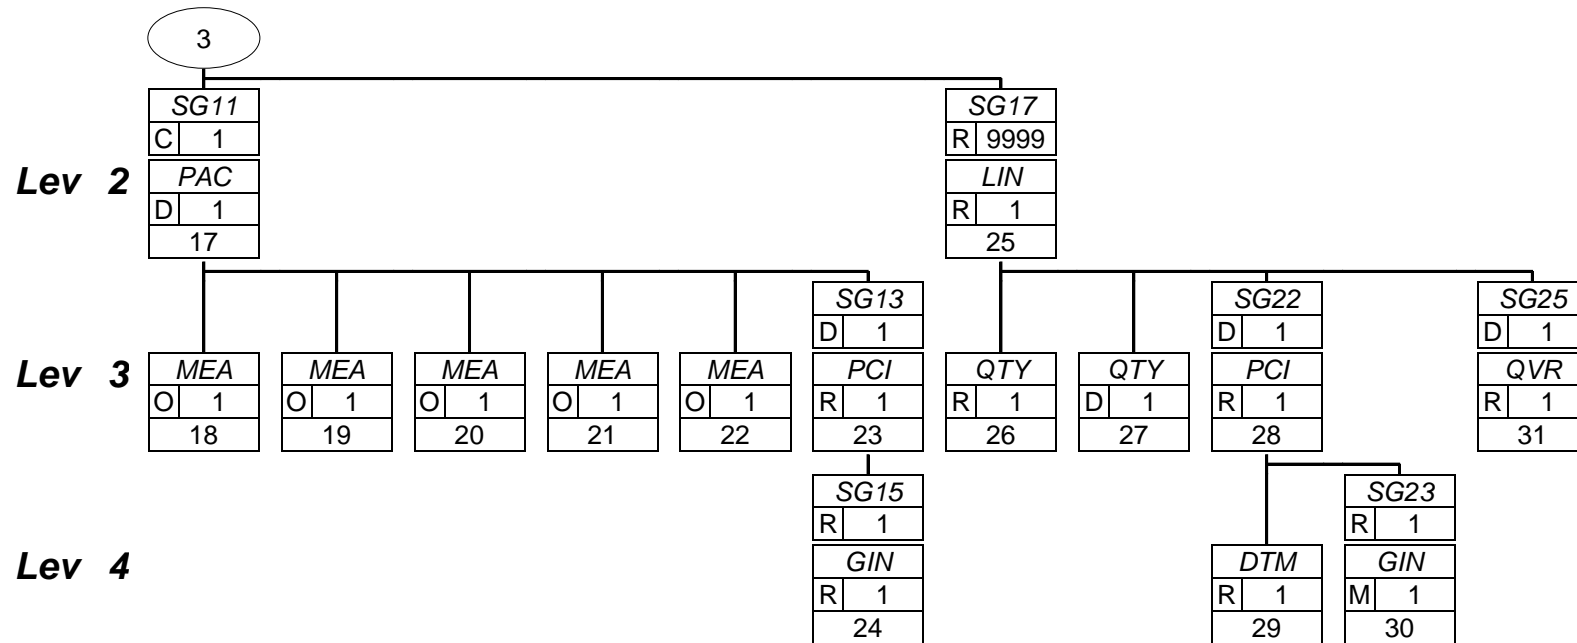 3
SG11 SG17
C 1 R 9999
Lev 2 PAC LIN
D 1 R 1
17 25
SG13 SG22 SG25
D 1 D 1 D 1
Lev 3 MEA MEA MEA MEA MEA PCI QTY QTY PCI QVR
O 1 O 1 O 1 O 1 O 1 R 1 R 1 D 1 R 1 R 1
18 19 20 21 22 23 26 27 28 31
SG15 SG23
R 1 R 1
Lev 4 GIN DTM GIN
R 1 R 1 M 1
24 29 30